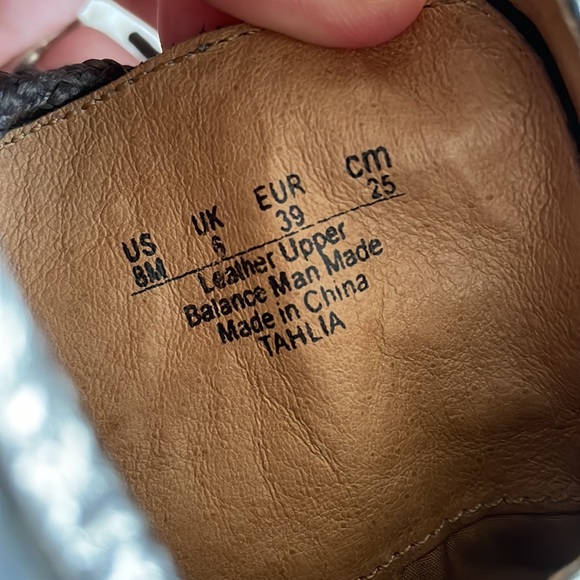 US UK EUR cm
8M 6 39 25
Leather Upper
Balance Man Made
Made in China
TAHLIA